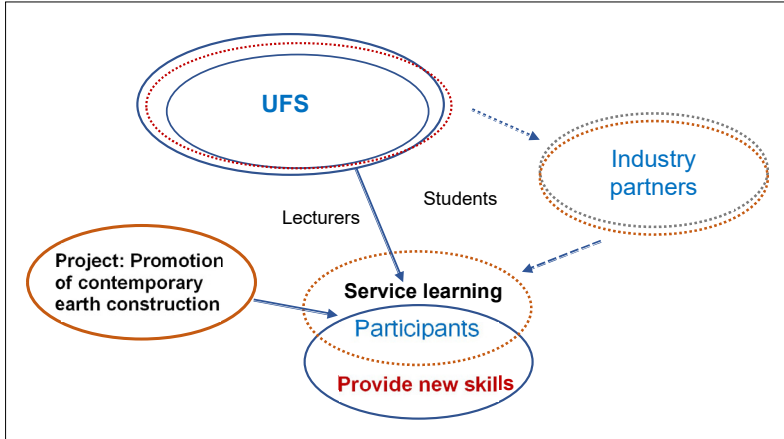 UFS
Industry
partners
Students
Lecturers
Project: Promotion
of contemporary
earth construction
Service learning
Participants
Provide new skills